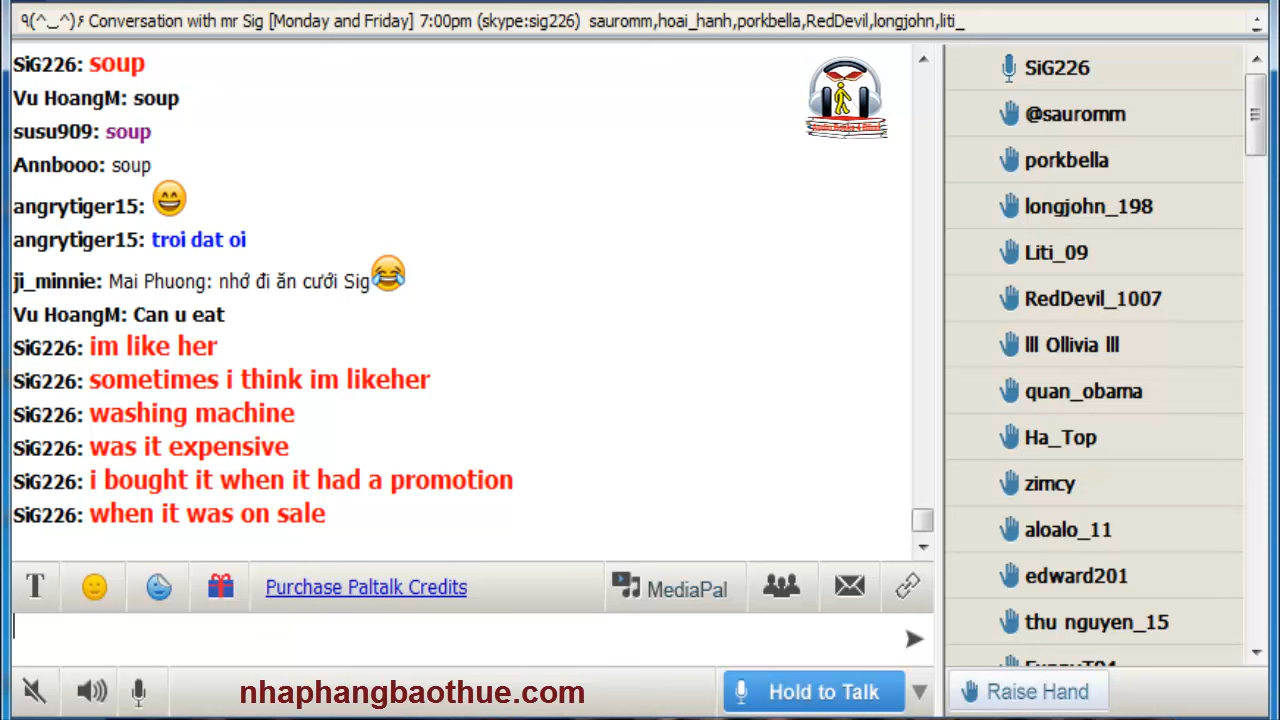 ٩(^‿^)۶ Conversation with mr Sig [Monday and Friday] 7:00pm (skype:sig226) sauromm,hoai_hanh,porkbella,RedDevil,longjohn,liti_
SiG226: soup
Vu HoangM: soup
susu909: soup
Annbooo: soup
angrytiger15: 😄
angrytiger15: troi dat oi
ji_minnie: Mai Phuong: nhớ đi ăn cưới Sig😂
Vu HoangM: Can u eat
SiG226: im like her
SiG226: sometimes i think im likeher
SiG226: washing machine
SiG226: was it expensive
SiG226: i bought it when it had a promotion
SiG226: when it was on sale
T
Purchase Paltalk Credits
MediaPal
nhaphangbaothue.com
Hold to Talk
SiG226
@sauromm
porkbella
longjohn_198
Liti_09
RedDevil_1007
lll Ollivia lll
quan_obama
Ha_Top
zimcy
aloalo_11
edward201
thu nguyen_15
Raise Hand